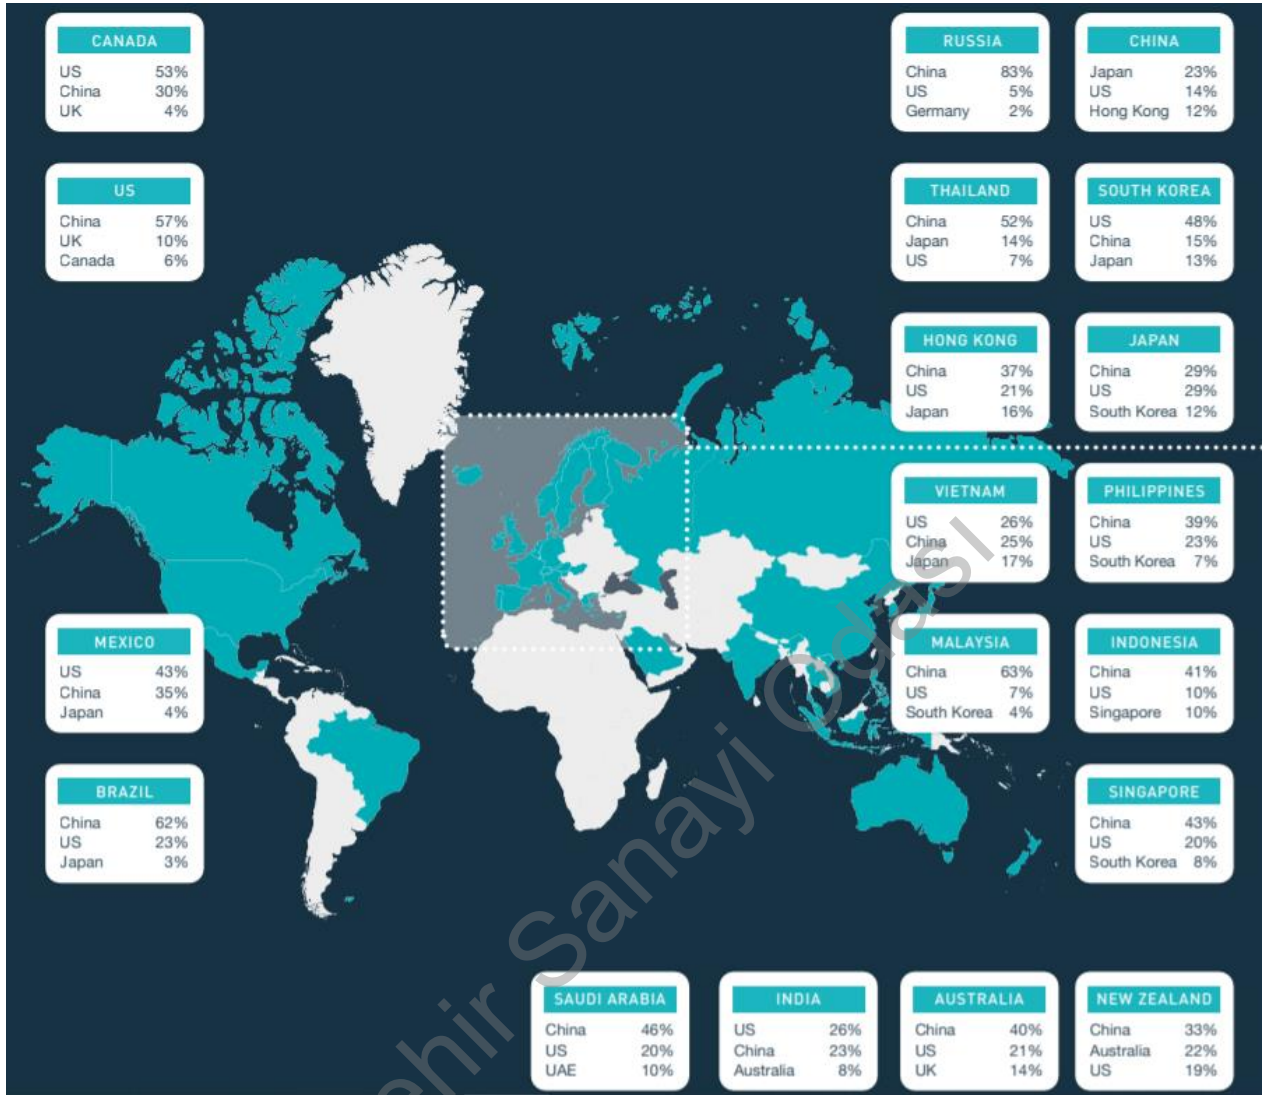 CANADA
US 53%
China 30%
UK 4%
RUSSIA
China 83%
US 5%
Germany 2%
CHINA
Japan 23%
US 14%
Hong Kong 12%
US
China 57%
UK 10%
Canada 6%
THAILAND
China 52%
Japan 14%
US 7%
SOUTH KOREA
US 48%
China 15%
Japan 13%
HONG KONG
China 37%
US 21%
Japan 16%
JAPAN
China 29%
US 29%
South Korea 12%
VIETNAM
US 26%
China 25%
Japan 17%
PHILIPPINES
China 39%
US 23%
South Korea 7%
MEXICO
US 43%
China 35%
Japan 4%
MALAYSIA
China 63%
US 7%
South Korea 4%
INDONESIA
China 41%
US 10%
Singapore 10%
BRAZIL
China 62%
US 23%
Japan 3%
SINGAPORE
China 43%
US 20%
South Korea 8%
SAUDI ARABIA
China 46%
US 20%
UAE 10%
INDIA
US 26%
China 23%
Australia 8%
AUSTRALIA
China 40%
US 21%
UK 14%
NEW ZEALAND
China 33%
Australia 22%
US 19%
Sanayi Odası